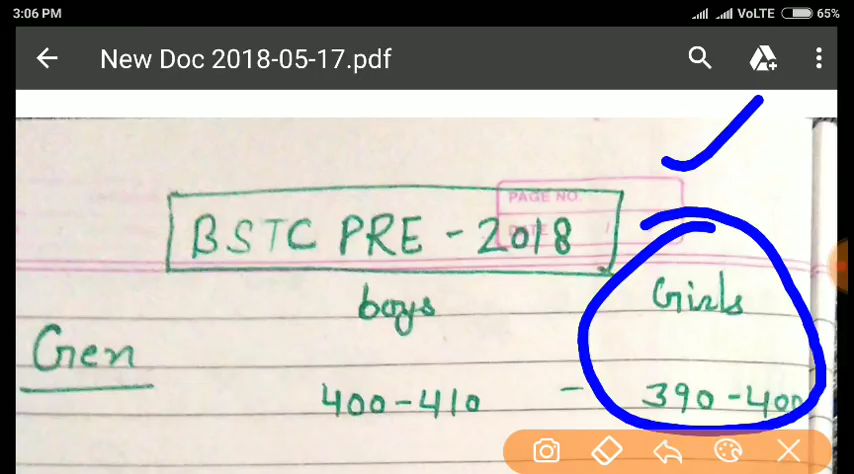 3:06 PM VoLTE 65%
New Doc 2018-05-17.pdf
PAGE NO.
DATE
BSTC PRE - 2018
boys Girls
Gen
400-410 - 390-400